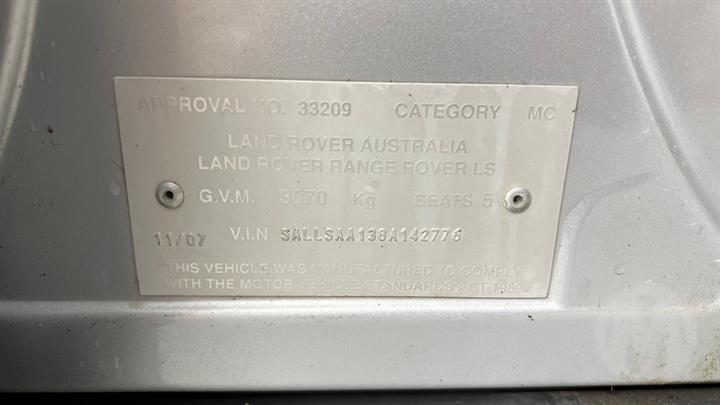 APPROVAL NO. 33209 CATEGORY MC
LAND ROVER AUSTRALIA
LAND ROVER RANGE ROVER LS
G.V.M. 3070 Kg SEATS 5
11/07 V.I.N SALLSAA138A142776
THIS VEHICLE WAS MANUFACTURED TO COMPLY
WITH THE MOTOR VEHICLE STANDARDS ACT 1989